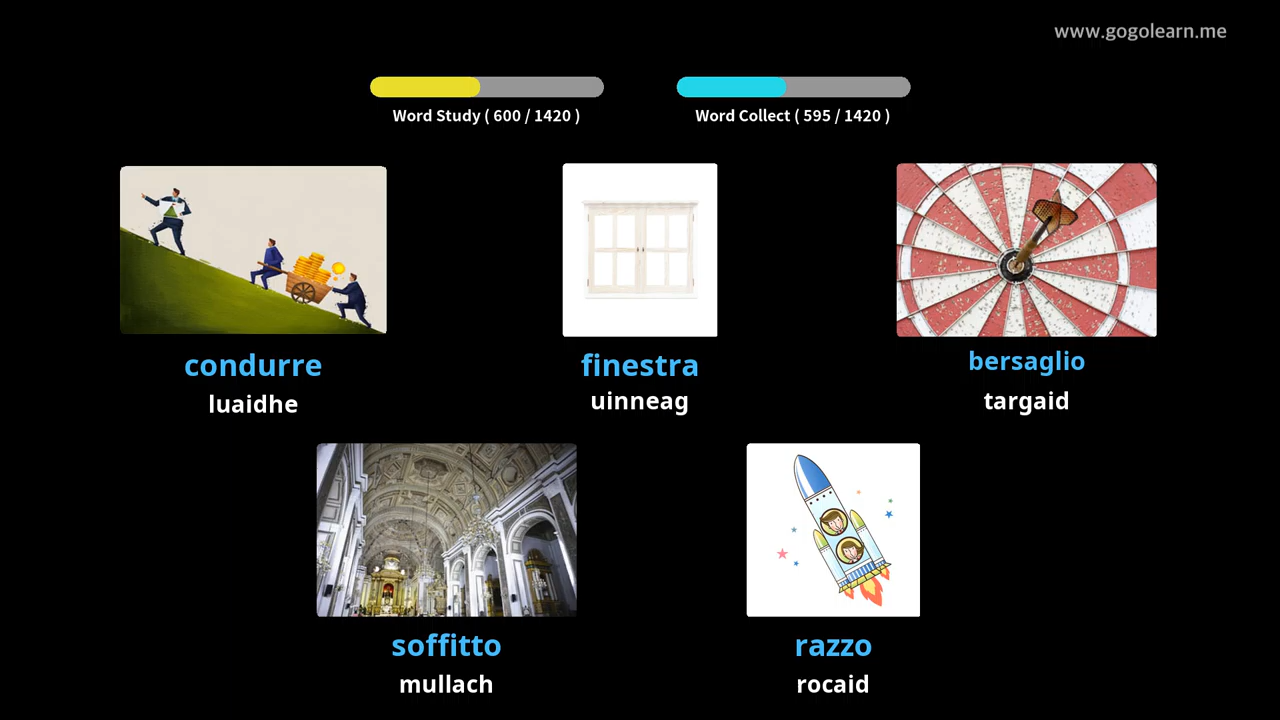 www.gogolearn.me
Word Study ( 600 / 1420 )
Word Collect ( 595 / 1420 )
condurre
luaidhe
finestra
uinneag
bersaglio
targaid
soffitto
mullach
razzo
rocaid